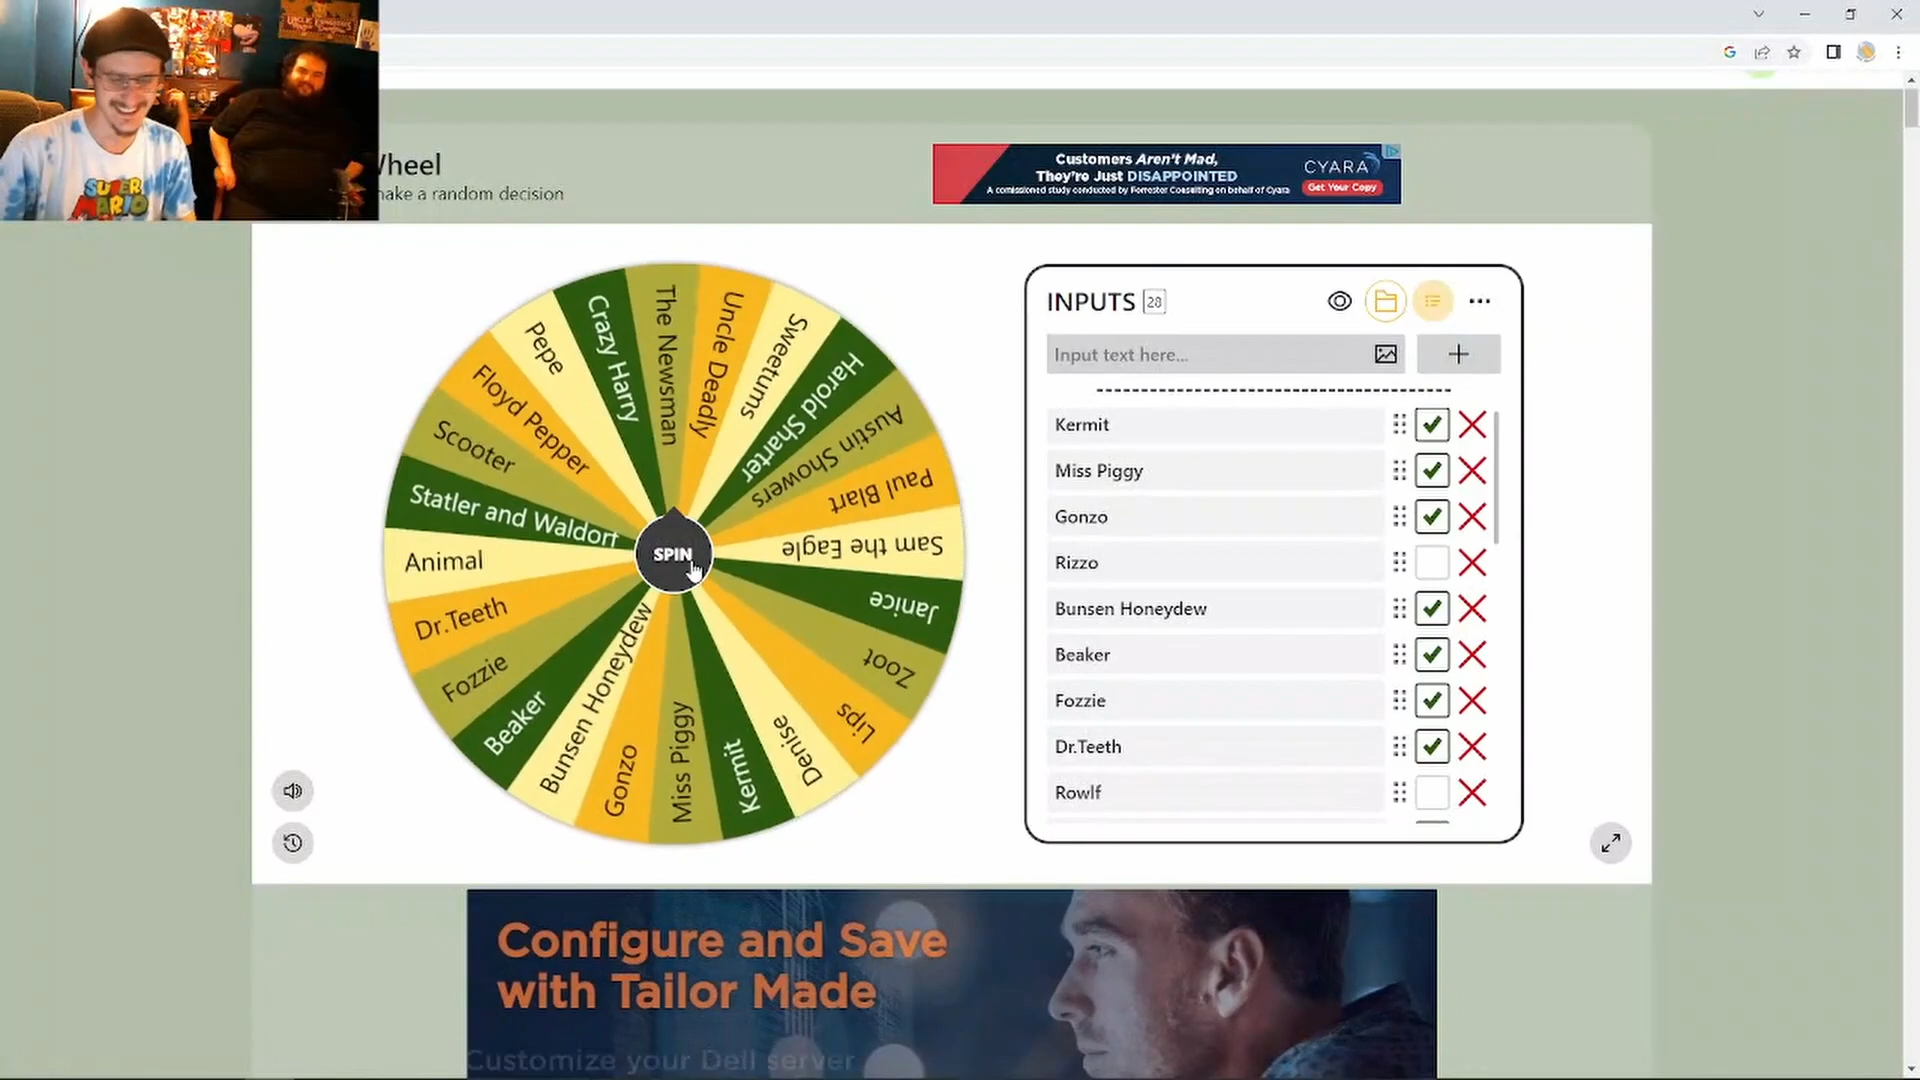 SUPER
MARIO
Wheel
make a random decision
Customers Aren't Mad,
They're Just DISAPPOINTED
A comissioned study conducted by Forrester Consulting on behalf of Cyara
CYARA
Get Your Copy
Crazy Harry
The Newsman
Uncle Deadly
Sweetums
Harold Sharter
Austin Showers
Paul Blart
Sam the Eagle
Janice
Zoot
Lips
Denise
Kermit
Miss Piggy
Gonzo
Bunsen Honeydew
Beaker
Fozzie
Dr.Teeth
Animal
Statler and Waldorf
Scooter
Floyd Pepper
Pepe
SPIN
INPUTS 28
Input text here...
Kermit
Miss Piggy
Gonzo
Rizzo
Bunsen Honeydew
Beaker
Fozzie
Dr.Teeth
Rowlf
Configure and Save
with Tailor Made
Customize your Dell server